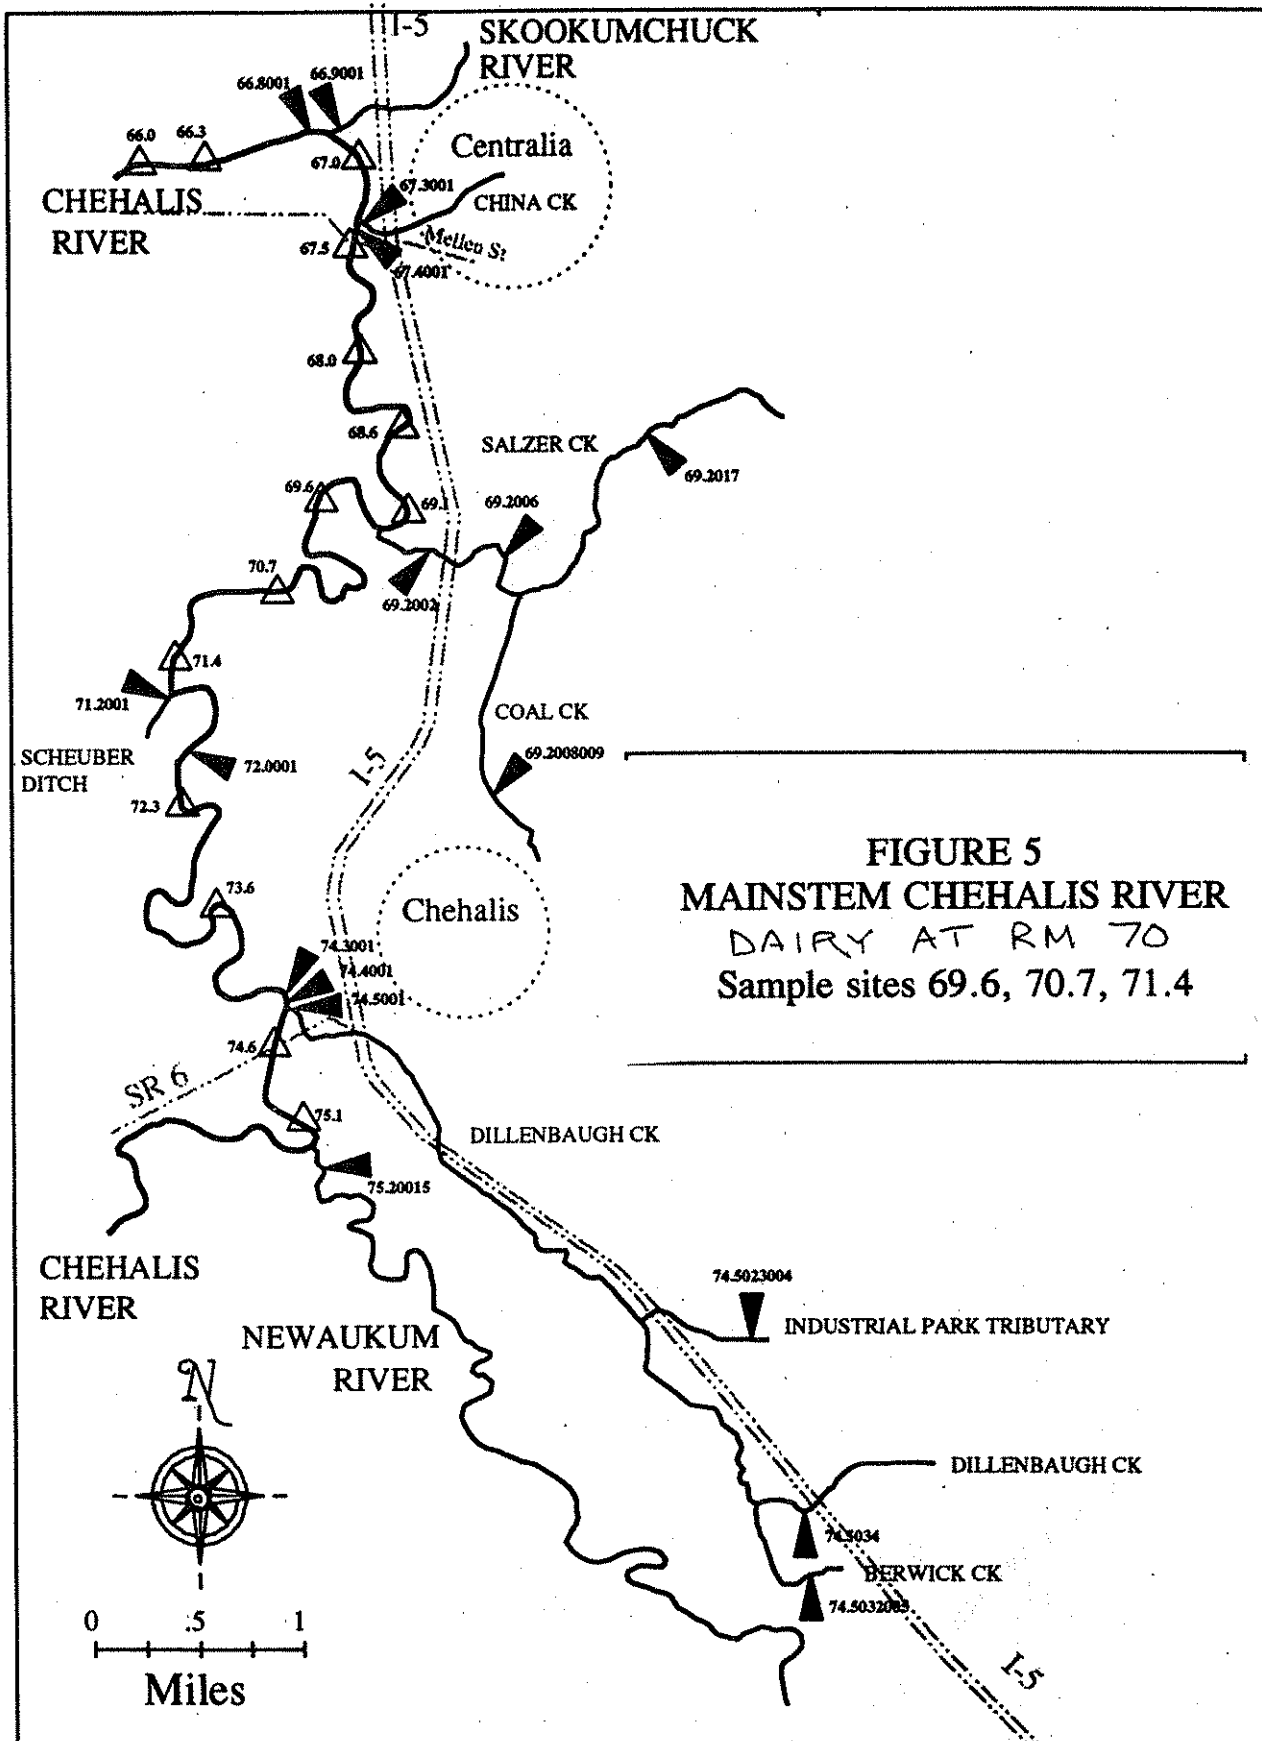 I-5
SKOOKUMCHUCK
RIVER
66.8001
66.9001
66.0
66.3
67.0
Centralia
67.3001
CHINA CK
CHEHALIS
RIVER
67.5
Mellen St
67.4001
68.0
68.6
SALZER CK
69.2017
69.6
69.1
69.2006
70.7
69.2002
71.4
71.2001
COAL CK
SCHEUBER
DITCH
72.0001
I-5
69.2008009
72.3
FIGURE 5
MAINSTEM CHEHALIS RIVER
DAIRY AT RM 70
Sample sites 69.6, 70.7, 71.4
73.6
Chehalis
74.3001
74.4001
74.5001
74.6
SR 6
75.1
DILLENBAUGH CK
75.20015
CHEHALIS
RIVER
74.5023004
INDUSTRIAL PARK TRIBUTARY
NEWAUKUM
RIVER
N
DILLENBAUGH CK
74.5034
BERWICK CK
0 .5 1
Miles
I-5